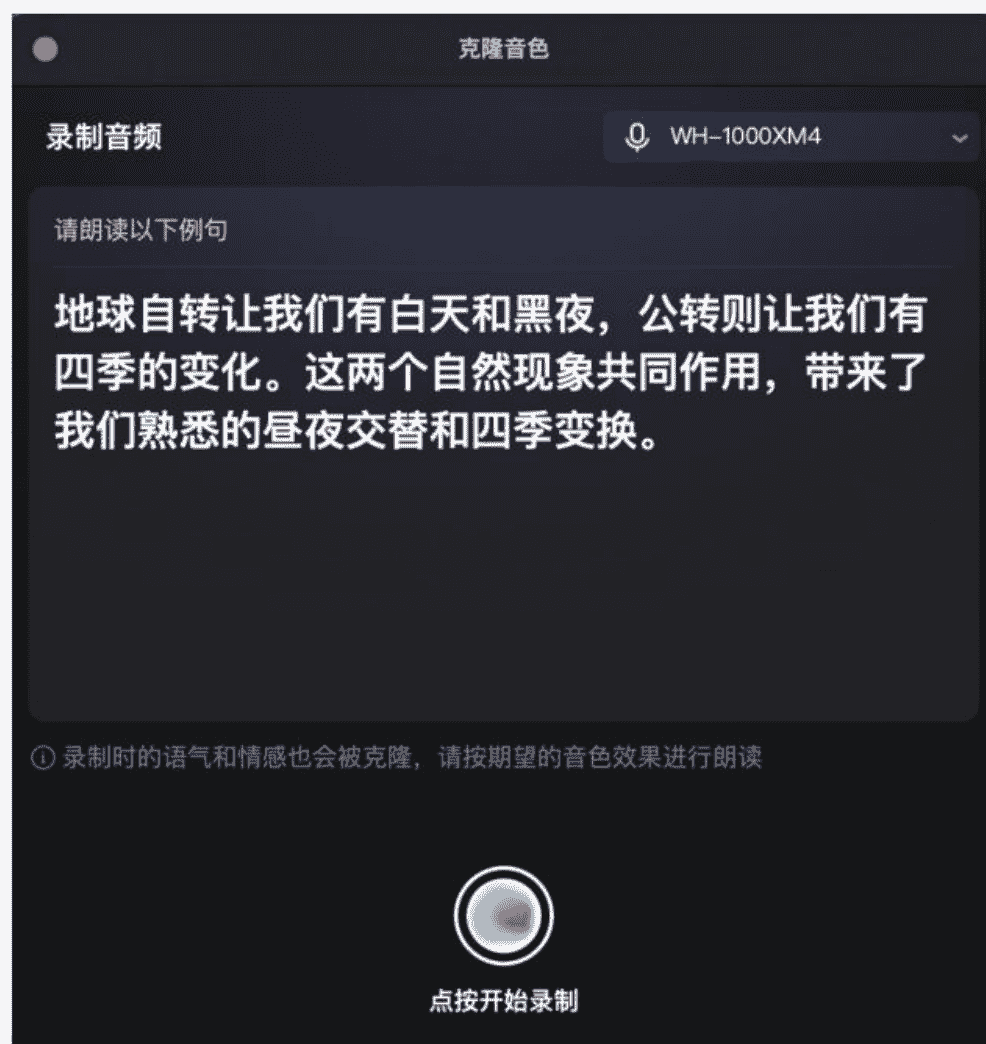 克隆音色
录制音频
WH-1000XM4
请朗读以下例句
地球自转让我们有白天和黑夜，公转则让我们有
四季的变化。这两个自然现象共同作用，带来了
我们熟悉的昼夜交替和四季变换。
录制时的语气和情感也会被克隆，请按期望的音色效果进行朗读
点按开始录制